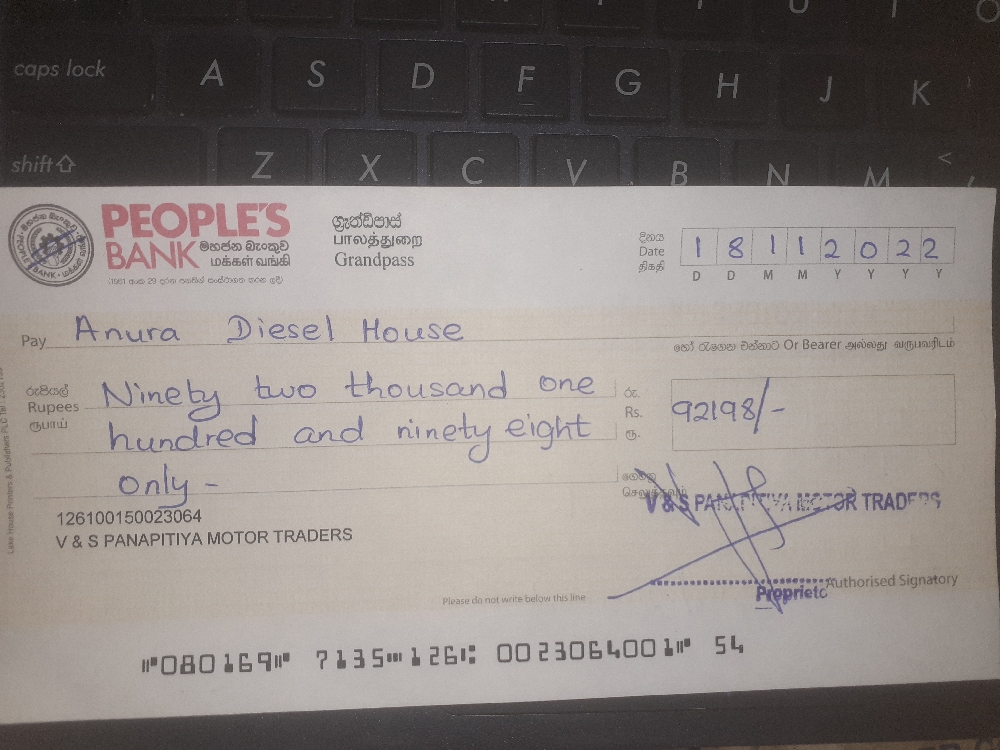 caps lock A S D F G H J K
shift Z X C V B N M <
PEOPLE'S
BANK මහජන බැංකුව
மக்கள் வங்கி
ග්‍රෑන්ඩ්පාස්
பாலத்துறை
Grandpass
දිනය
Date
திகதி
1 8 1 1 2 0 2 2
D D M M Y Y Y Y
Pay Anura Diesel House
හෝ රැගෙන එන්නාට Or Bearer அல்லது வருபவரிடம்
රුපියල්
Rupees
ரூபாய்
Ninety two thousand one
hundred and ninety eight
only -
රු.
Rs.
ரூ.
92198/-
126100150023064
V & S PANAPITIYA MOTOR TRADERS
V & S PANAPITIYA MOTOR TRADERS
Authorised Signatory
Please do not write below this line
⑈080169⑈ 7135⑉126⑆ 0023064001⑈ 54